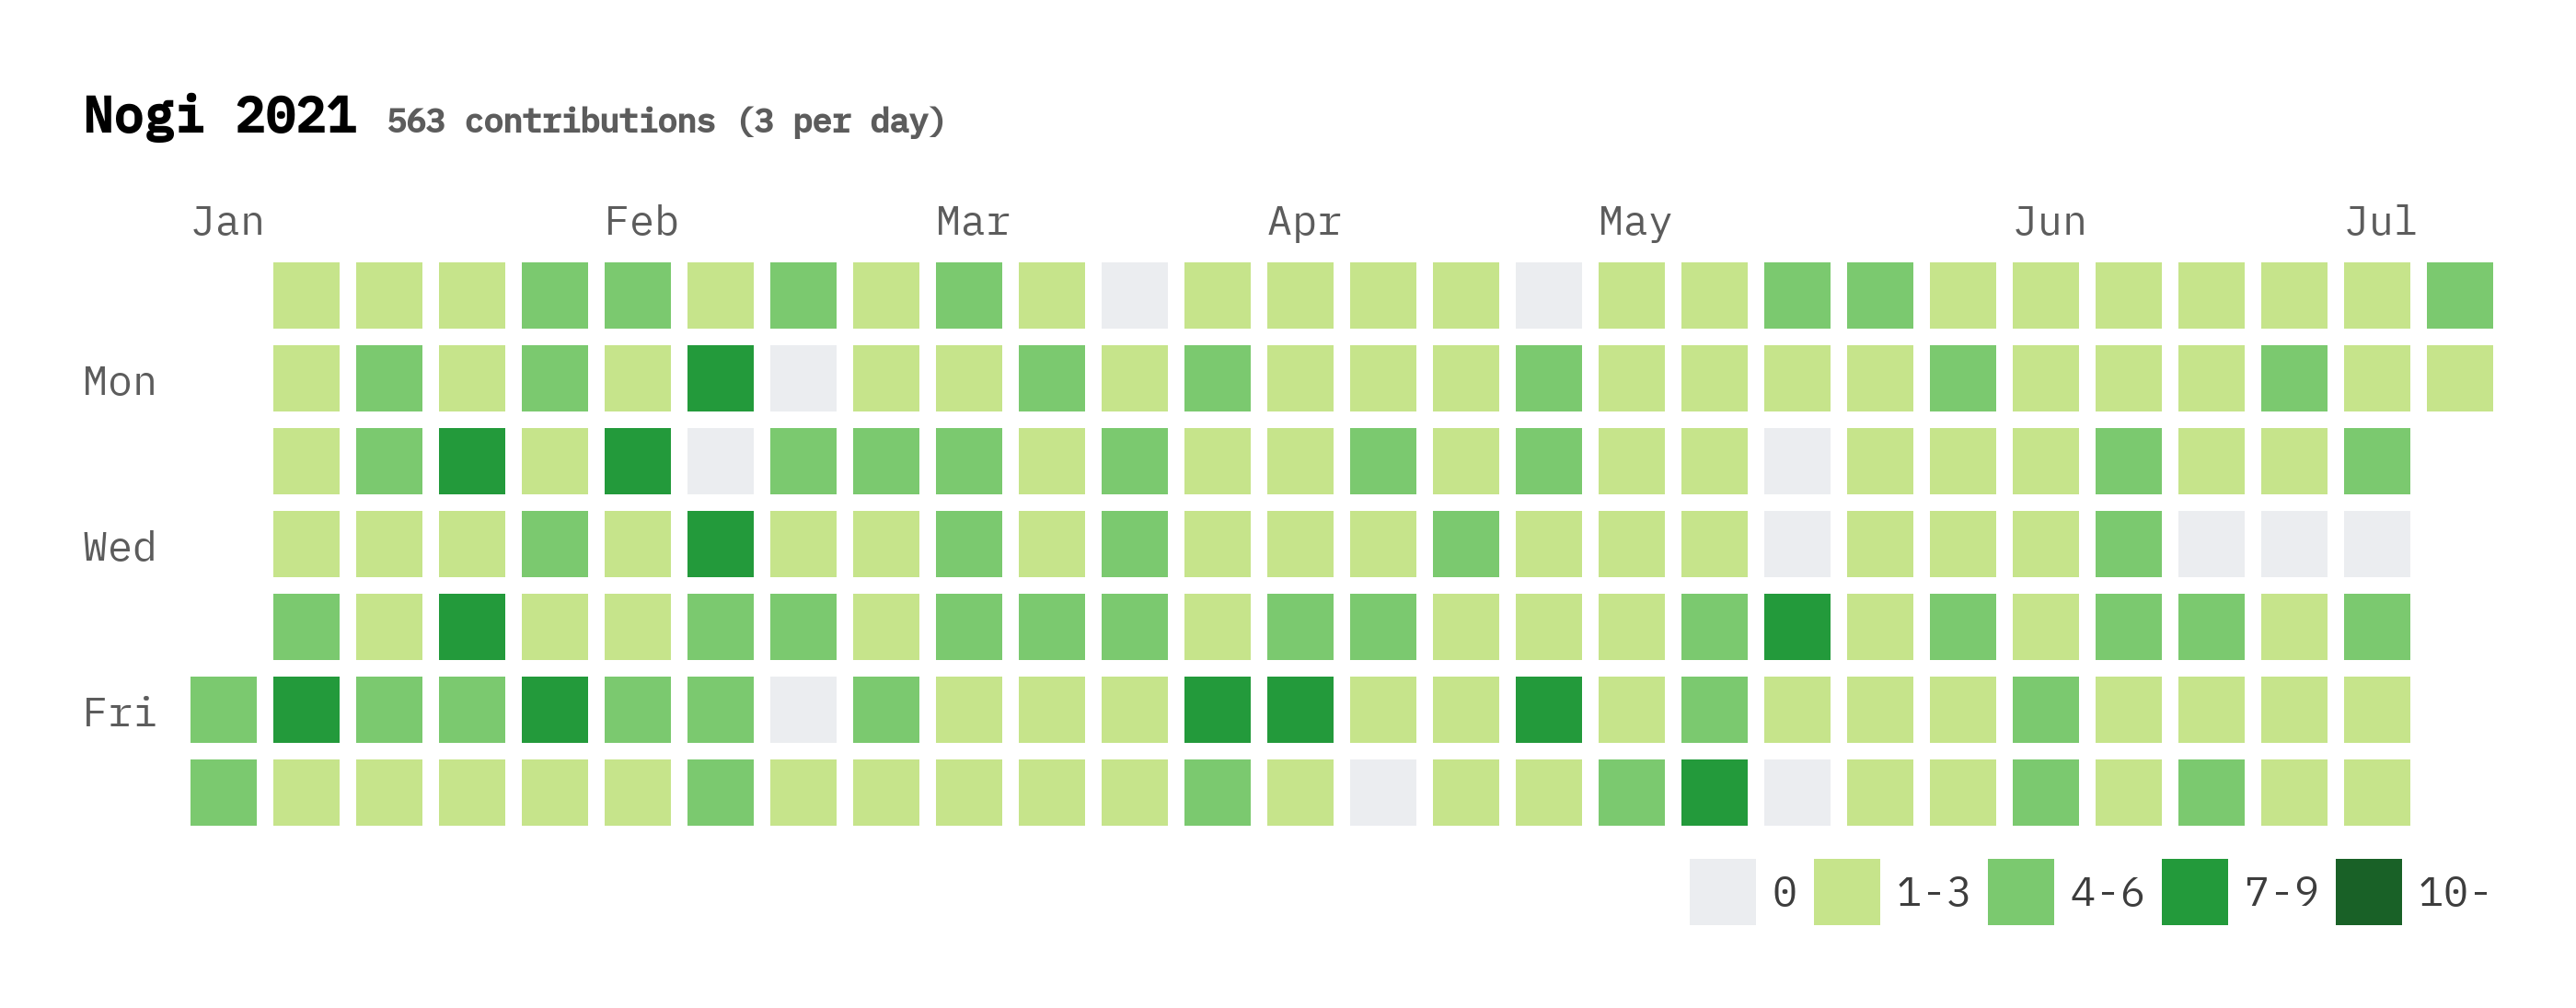 Nogi 2021 563 contributions (3 per day)
Jan Feb Mar Apr May Jun Jul
Mon
Wed
Fri
0 1-3 4-6 7-9 10-